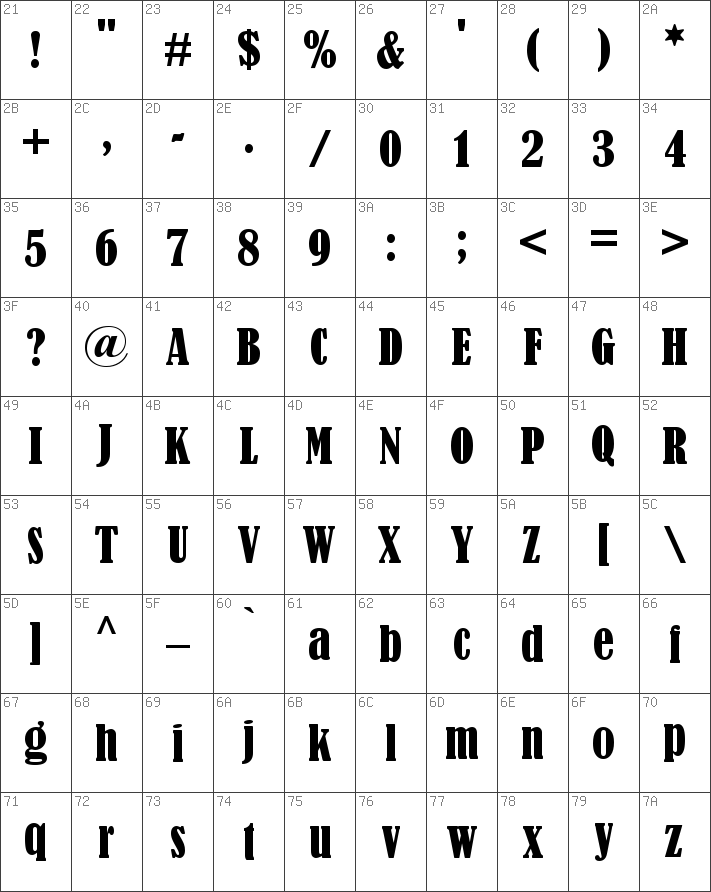 21 22 23 24 25 26 27 28 29 2A
! " # $ % & ' ( ) *
2B 2C 2D 2E 2F 30 31 32 33 34
+ , - . / 0 1 2 3 4
35 36 37 38 39 3A 3B 3C 3D 3E
5 6 7 8 9 : ; < = >
3F 40 41 42 43 44 45 46 47 48
? @ A B C D E F G H
49 4A 4B 4C 4D 4E 4F 50 51 52
I J K L M N O P Q R
53 54 55 56 57 58 59 5A 5B 5C
S T U V W X Y Z [ \
5D 5E 5F 60 61 62 63 64 65 66
] ^ _ ` a b c d e f
67 68 69 6A 6B 6C 6D 6E 6F 70
g h i j k l m n o p
71 72 73 74 75 76 77 78 79 7A
q r s t u v w x y z